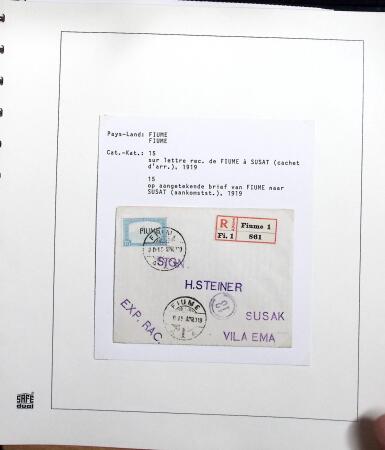 Pays-Land: FIUME
FIUME
Cat.-Kat.: 15
sur lettre rec. de FIUME à SUSAT (cachet
d'arr.), 1919
15
op aangetekende brief van FIUME naar
SUSAT (aankomstst.), 1919
FIUME
R
Fiume 1
Fi. 1
861
SIGN.
H.STEINER
FIUME
EXP. RAC.
SUSAK
VILA EMA
SAFE
dual